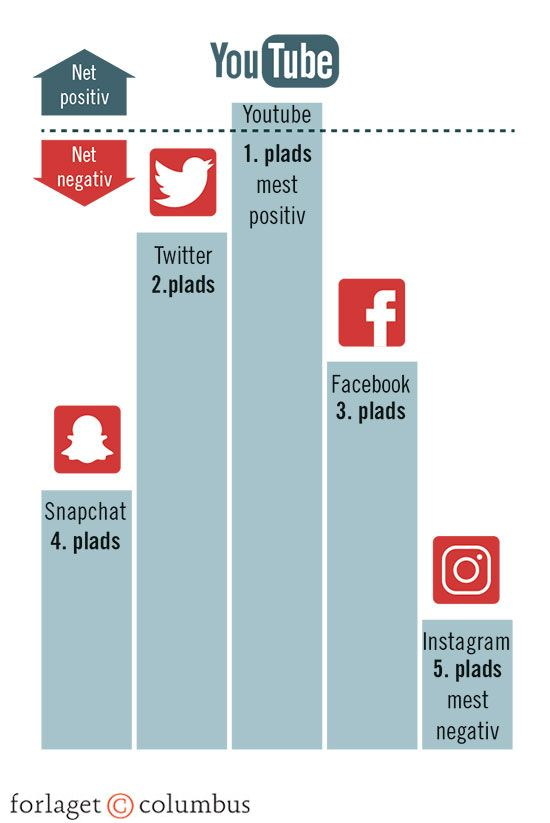 YouTube
Net
positiv
Net
negativ
Youtube
1. plads
mest
positiv
Twitter
2.plads
Facebook
3. plads
Snapchat
4. plads
Instagram
5. plads
mest
negativ
forlaget © columbus